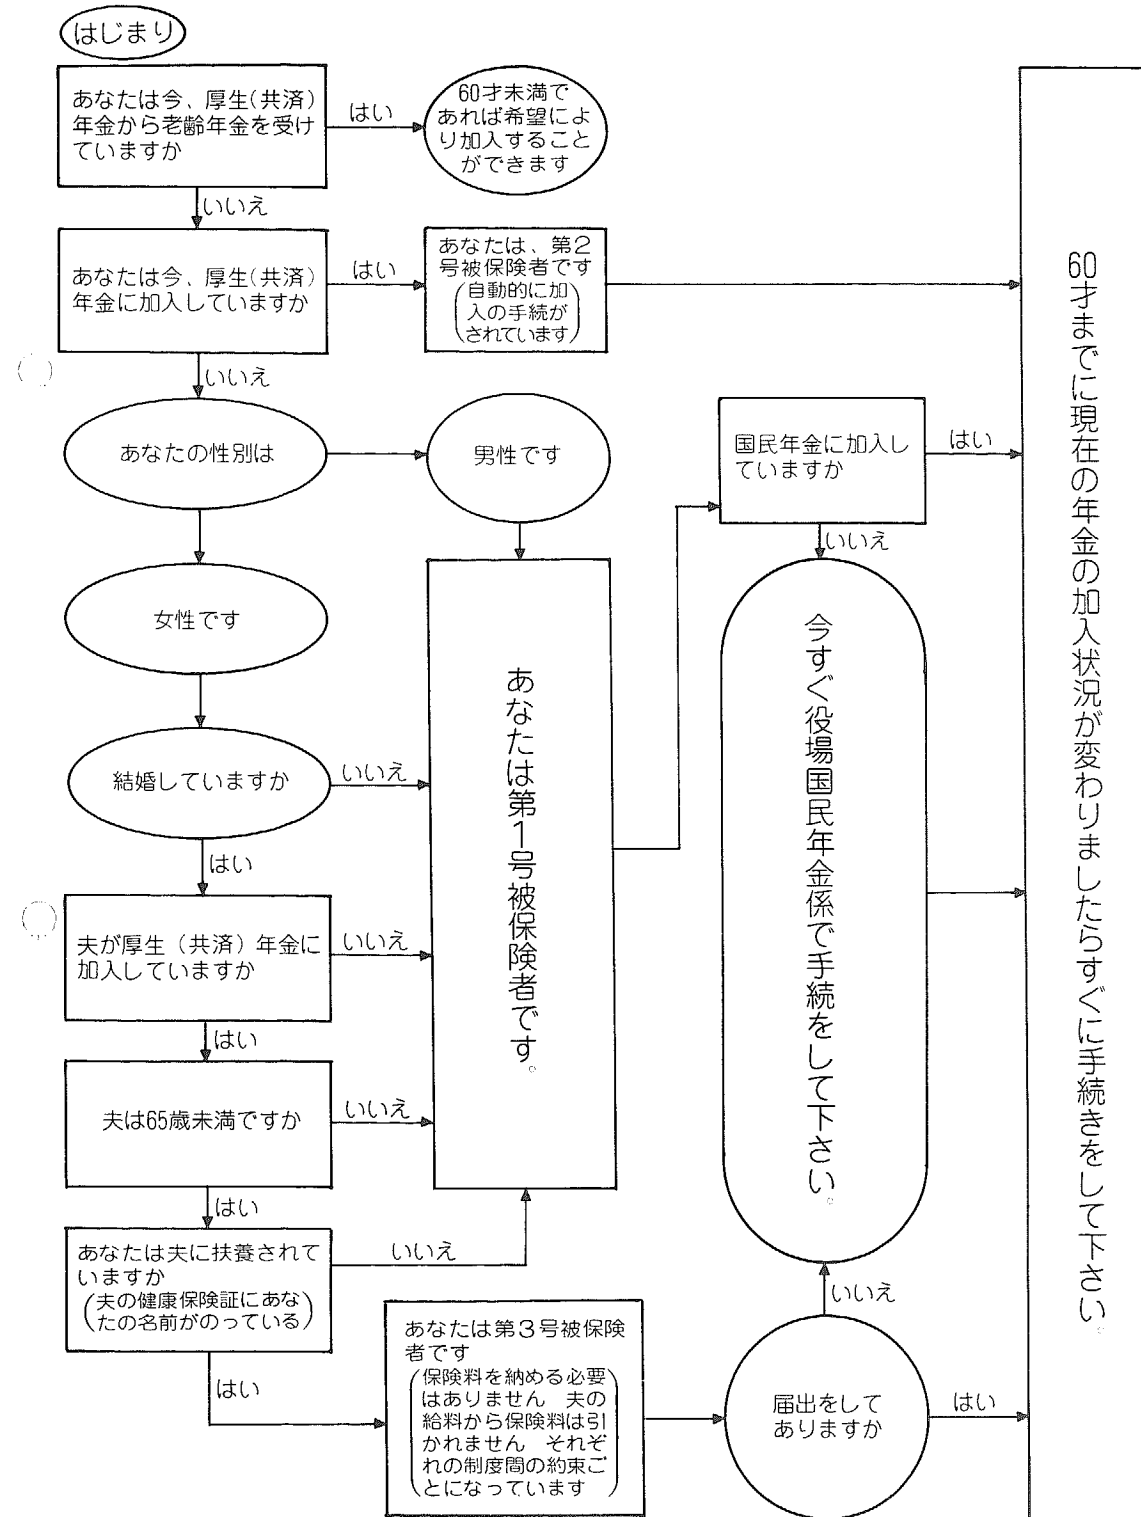 はじまり
あなたは今、厚生(共済)
年金から老齢年金を受け
ていますか
はい
60才未満で
あれば希望によ
り加入すること
ができます
いいえ
あなたは今、厚生(共済)
年金に加入していますか
はい
あなたは、第2
号被保険者です
(自動的に加
入の手続が
されています)
いいえ
あなたの性別は
男性です
国民年金に加入し
ていますか
はい
いいえ
女性です
結婚していますか
いいえ
はい
夫が厚生(共済)年金に
加入していますか
いいえ
はい
夫は65歳未満ですか
いいえ
はい
あなたは夫に扶養されて
いますか
(夫の健康保険証にあな
たの名前がのっている)
いいえ
はい
あなたは第1号被保険者です。
今すぐ役場国民年金係で手続をして下さい。
あなたは第3号被保険
者です
(保険料を納める必要
はありません 夫の
給料から保険料は引
かれません それぞ
れの制度間の約束ご
とになっています)
いいえ
届出をして
ありますか
はい
60才までに現在の年金の加入状況が変わりましたらすぐに手続きをして下さい。